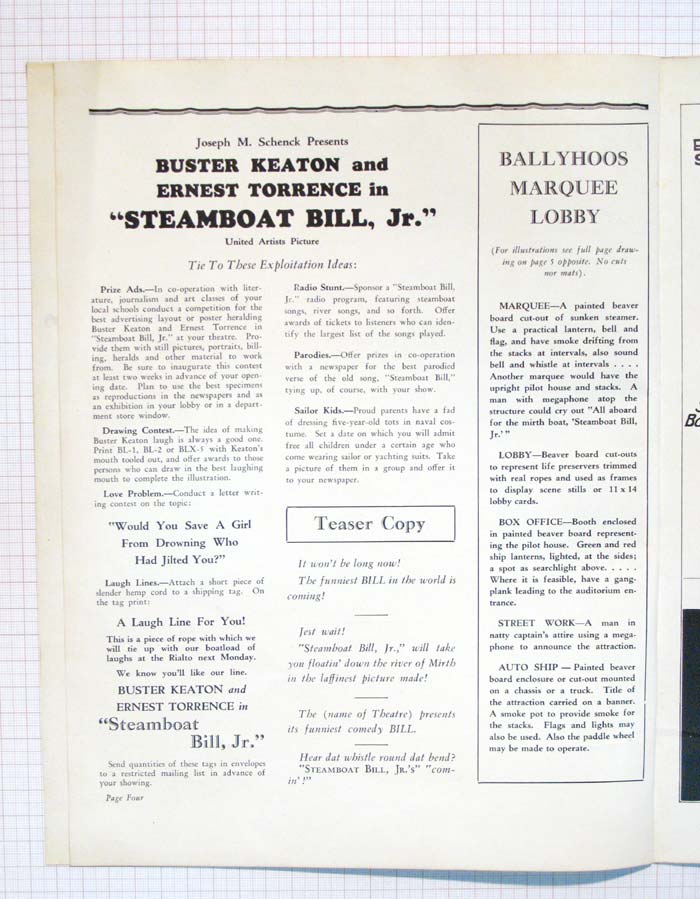 Joseph M. Schenck Presents
BUSTER KEATON and
ERNEST TORRENCE in
"STEAMBOAT BILL, Jr."
United Artists Picture
Tie To These Exploitation Ideas:
Prize Ads.—In co-operation with liter-
ature, journalism and art classes of your
local schools conduct a competition for the
best advertising layout or poster heralding
Buster Keaton and Ernest Torrence in
"Steamboat Bill, Jr." at your theatre. Pro-
vide them with still pictures, portraits, bill-
ing, heralds and other material to work
from. Be sure to inaugurate this contest
at least two weeks in advance of your open-
ing date. Plan to use the best specimens
as reproductions in the newspapers and as
an exhibition in your lobby or in a depart-
ment store window.
Drawing Contest.—The idea of making
Buster Keaton laugh is always a good one.
Print BL-1, BL-2 or BLX-5 with Keaton's
mouth tooled out, and offer awards to those
persons who can draw in the best laughing
mouth to complete the illustration.
Love Problem.—Conduct a letter writ-
ing contest on the topic:
"Would You Save A Girl
From Drowning Who
Had Jilted You?"
Laugh Lines.—Attach a short piece of
slender hemp cord to a shipping tag. On
the tag print:
A Laugh Line For You!
This is a piece of rope with which we
will tie up with our boatload of
laughs at the Rialto next Monday.
We know you'll like our line.
BUSTER KEATON and
ERNEST TORRENCE in
"Steamboat
Bill, Jr."
Send quantities of these tags in envelopes
to a restricted mailing list in advance of
your showing.
Page Four
Radio Stunt.—Sponsor a "Steamboat Bill,
Jr." radio program, featuring steamboat
songs, river songs, and so forth. Offer
awards of tickets to listeners who can iden-
tify the largest list of the songs played.
Parodies.—Offer prizes in co-operation
with a newspaper for the best parodied
verse of the old song, "Steamboat Bill,"
tying up, of course, with your show.
Sailor Kids.—Proud parents have a fad
of dressing five-year-old tots in naval cos-
tume. Set a date on which you will admit
free all children under a certain age who
come wearing sailor or yachting suits. Take
a picture of them in a group and offer it
to your newspaper.
Teaser Copy
It won't be long now!
The funniest BILL in the world is
coming!
Jest wait!
"Steamboat Bill, Jr.," will take
you floatin' down the river of Mirth
in the laffinest picture made!
The (name of Theatre) presents
its funniest comedy BILL.
Hear dat whistle round dat bend?
"STEAMBOAT BILL, JR.'s" "com-
in'!"
BALLYHOOS
MARQUEE
LOBBY
(For illustrations see full page draw-
ing on page 5 opposite. No cuts
nor mats).
MARQUEE—A painted beaver
board cut-out of sunken steamer.
Use a practical lantern, bell and
flag, and have smoke drifting from
the stacks at intervals, also sound
bell and whistle at intervals . . . .
Another marquee would have the
upright pilot house and stacks. A
man with megaphone atop the
structure could cry out "All aboard
for the mirth boat, 'Steamboat Bill,
Jr.' "
LOBBY—Beaver board cut-outs
to represent life preservers trimmed
with real ropes and used as frames
to display scene stills or 11x14
lobby cards.
BOX OFFICE—Booth enclosed
in painted beaver board represent-
ing the pilot house. Green and red
ship lanterns, lighted, at the sides;
a spot as searchlight above. . . . .
Where it is feasible, have a gang-
plank leading to the auditorium en-
trance.
STREET WORK—A man in
natty captain's attire using a mega-
phone to announce the attraction.
AUTO SHIP — Painted beaver
board enclosure or cut-out mounted
on a chassis or a truck. Title of
the attraction carried on a banner.
A smoke pot to provide smoke for
the stacks. Flags and lights may
also be used. Also the paddle wheel
may be made to operate.